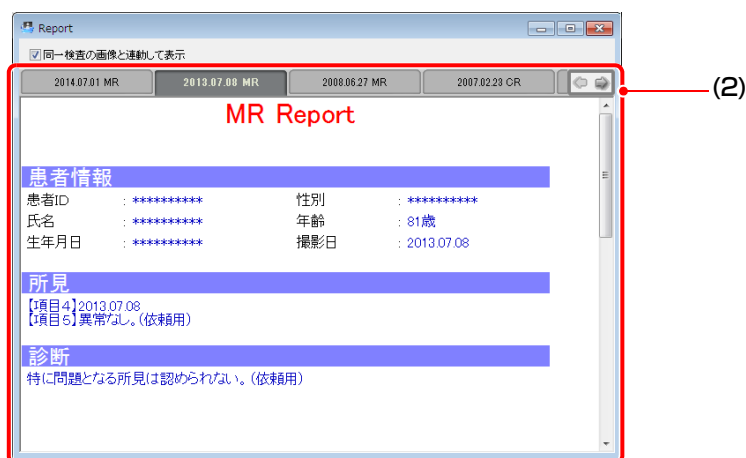 Report
同一検査の画像と連動して表示
2014.07.01 MR 2013.07.08 MR 2008.06.27 MR 2007.02.23 CR
(2)
MR Report
患者情報
患者ID : ********** 性別 : **********
氏名 : ********** 年齢 : 81歳
生年月日 : ********** 撮影日 : 2013.07.08
所見
【項目4】2013.07.08
【項目5】異常なし。(依頼用)
診断
特に問題となる所見は認められない。(依頼用)